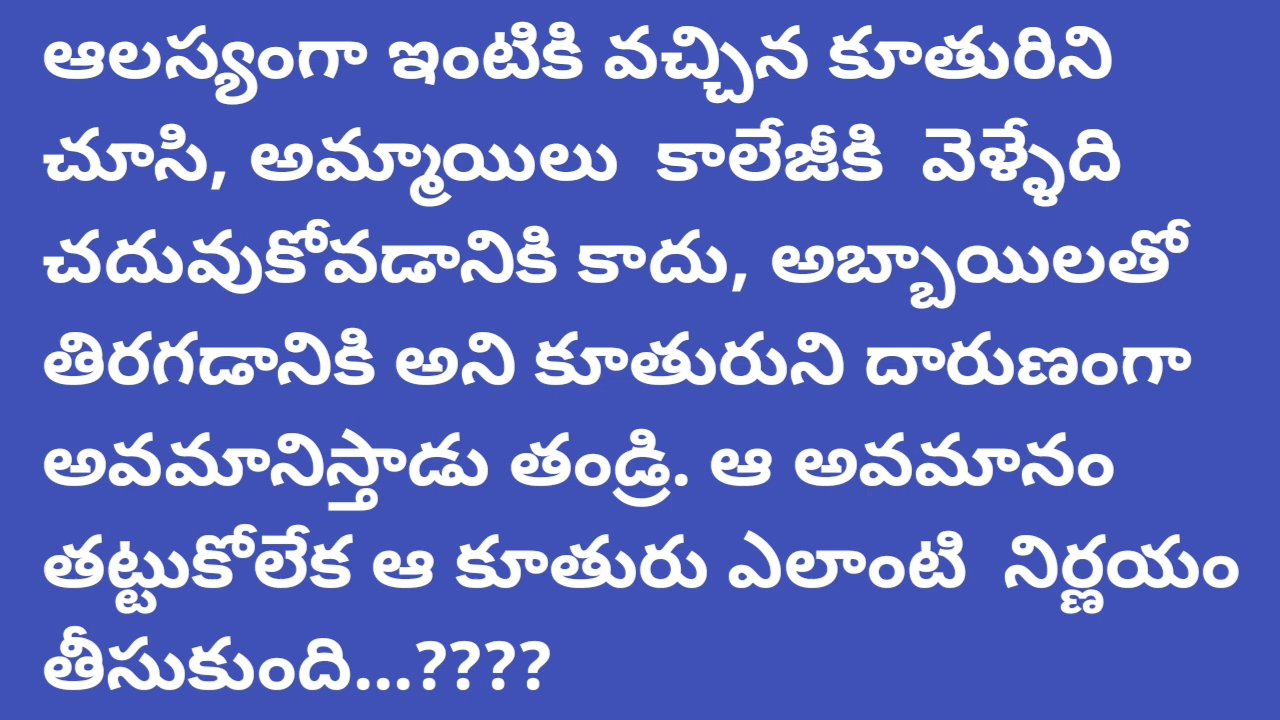 ఆలస్యంగా ఇంటికి వచ్చిన కూతురిని
చూసి, అమ్మాయిలు కాలేజీకి వెళ్ళేది
చదువుకోవడానికి కాదు, అబ్బాయిలతో
తిరగడానికి అని కూతురుని దారుణంగా
అవమానిస్తాడు తండ్రి. ఆ అవమానం
తట్టుకోలేక ఆ కూతురు ఎలాంటి నిర్ణయం
తీసుకుంది...????